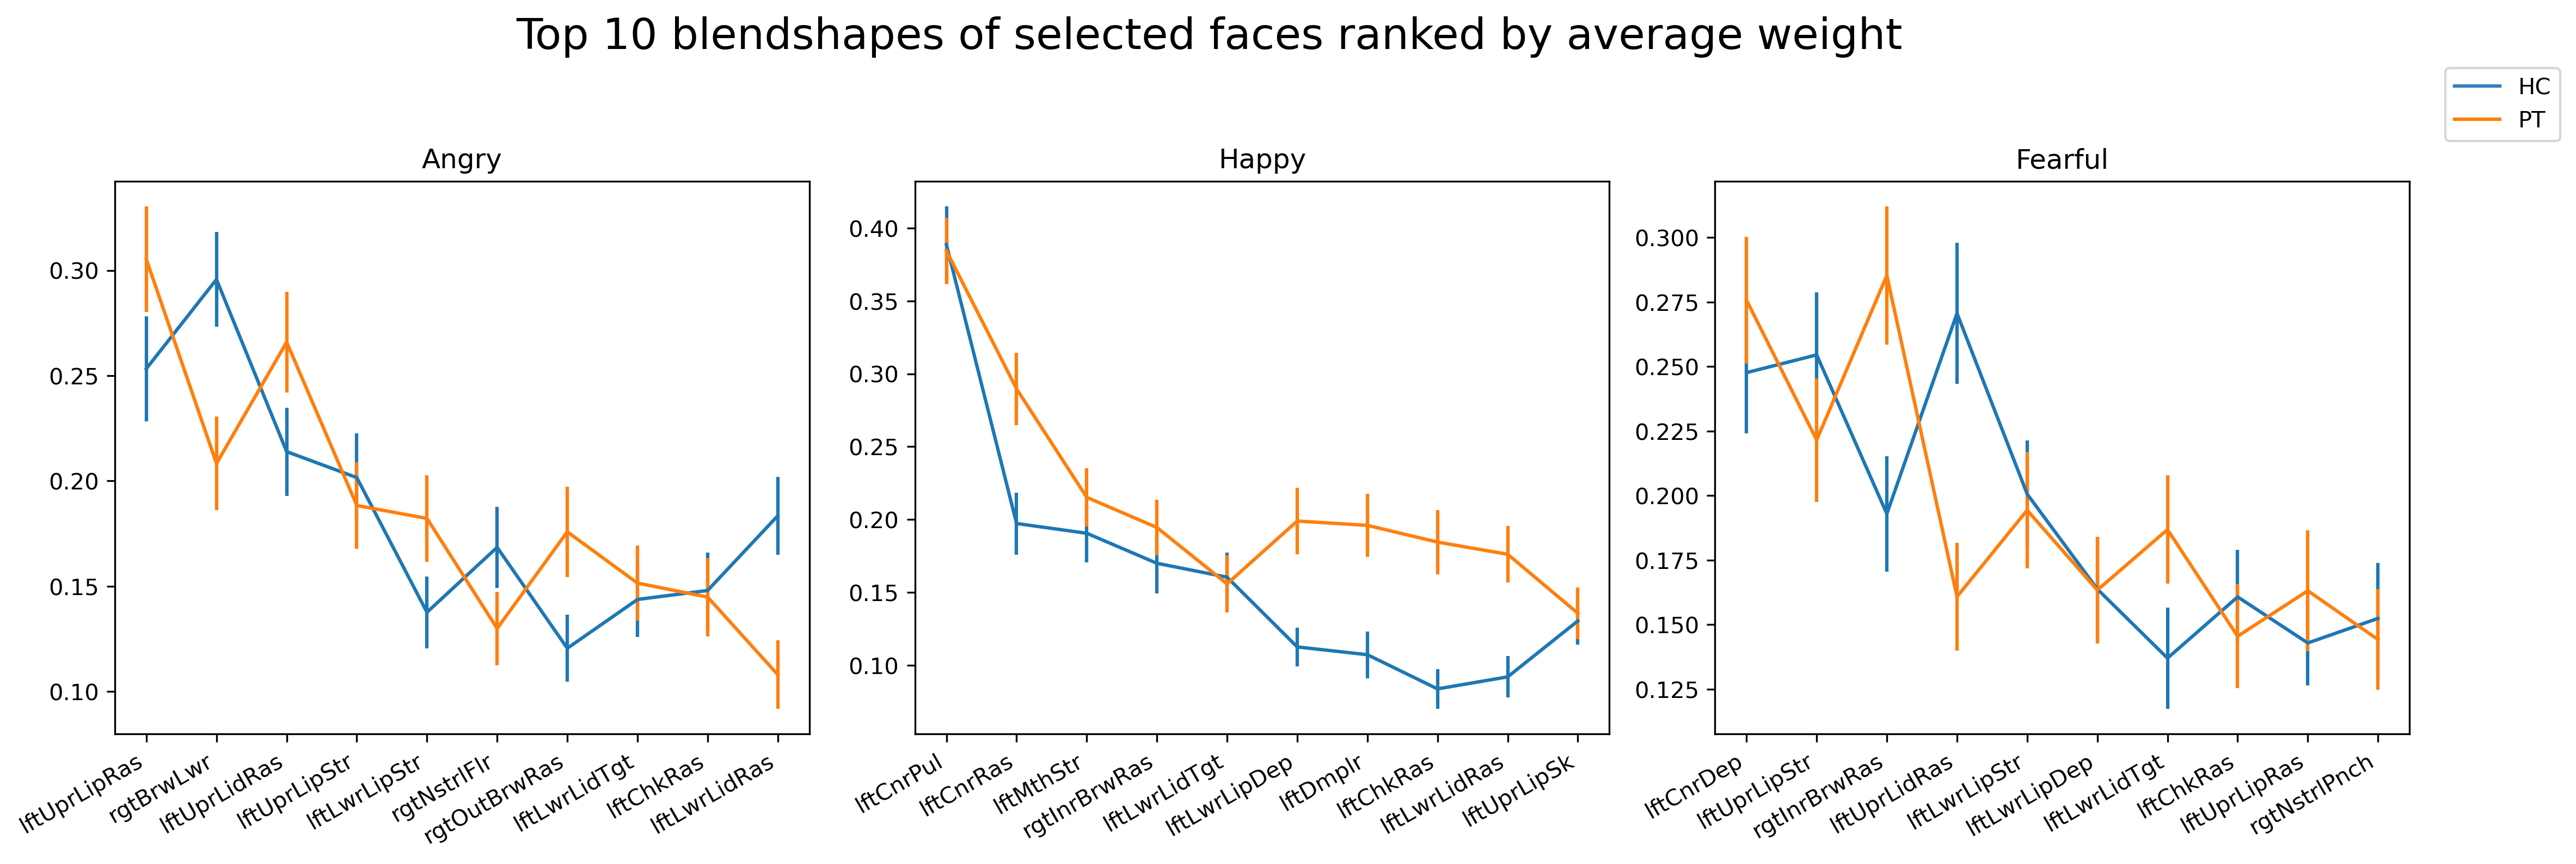 Top 10 blendshapes of selected faces ranked by average weight
HC
PT
Angry
0.30
0.25
0.20
0.15
0.10
lftUprLipRas
rgtBrwLwr
lftUprLidRas
lftUprLipStr
lftLwrLipStr
rgtNstrlFlr
rgtOutBrwRas
lftLwrLidTgt
lftChkRas
lftLwrLidRas
Happy
0.40
0.35
0.30
0.25
0.20
0.15
0.10
lftCnrPul
lftCnrRas
lftMthStr
rgtInrBrwRas
lftLwrLidTgt
lftLwrLipDep
lftDmplr
lftChkRas
lftLwrLidRas
lftUprLipSk
Fearful
0.300
0.275
0.250
0.225
0.200
0.175
0.150
0.125
lftCnrDep
lftUprLipStr
rgtInrBrwRas
lftUprLidRas
lftLwrLipStr
lftLwrLipDep
lftLwrLidTgt
lftChkRas
lftUprLipRas
rgtNstrlPnch